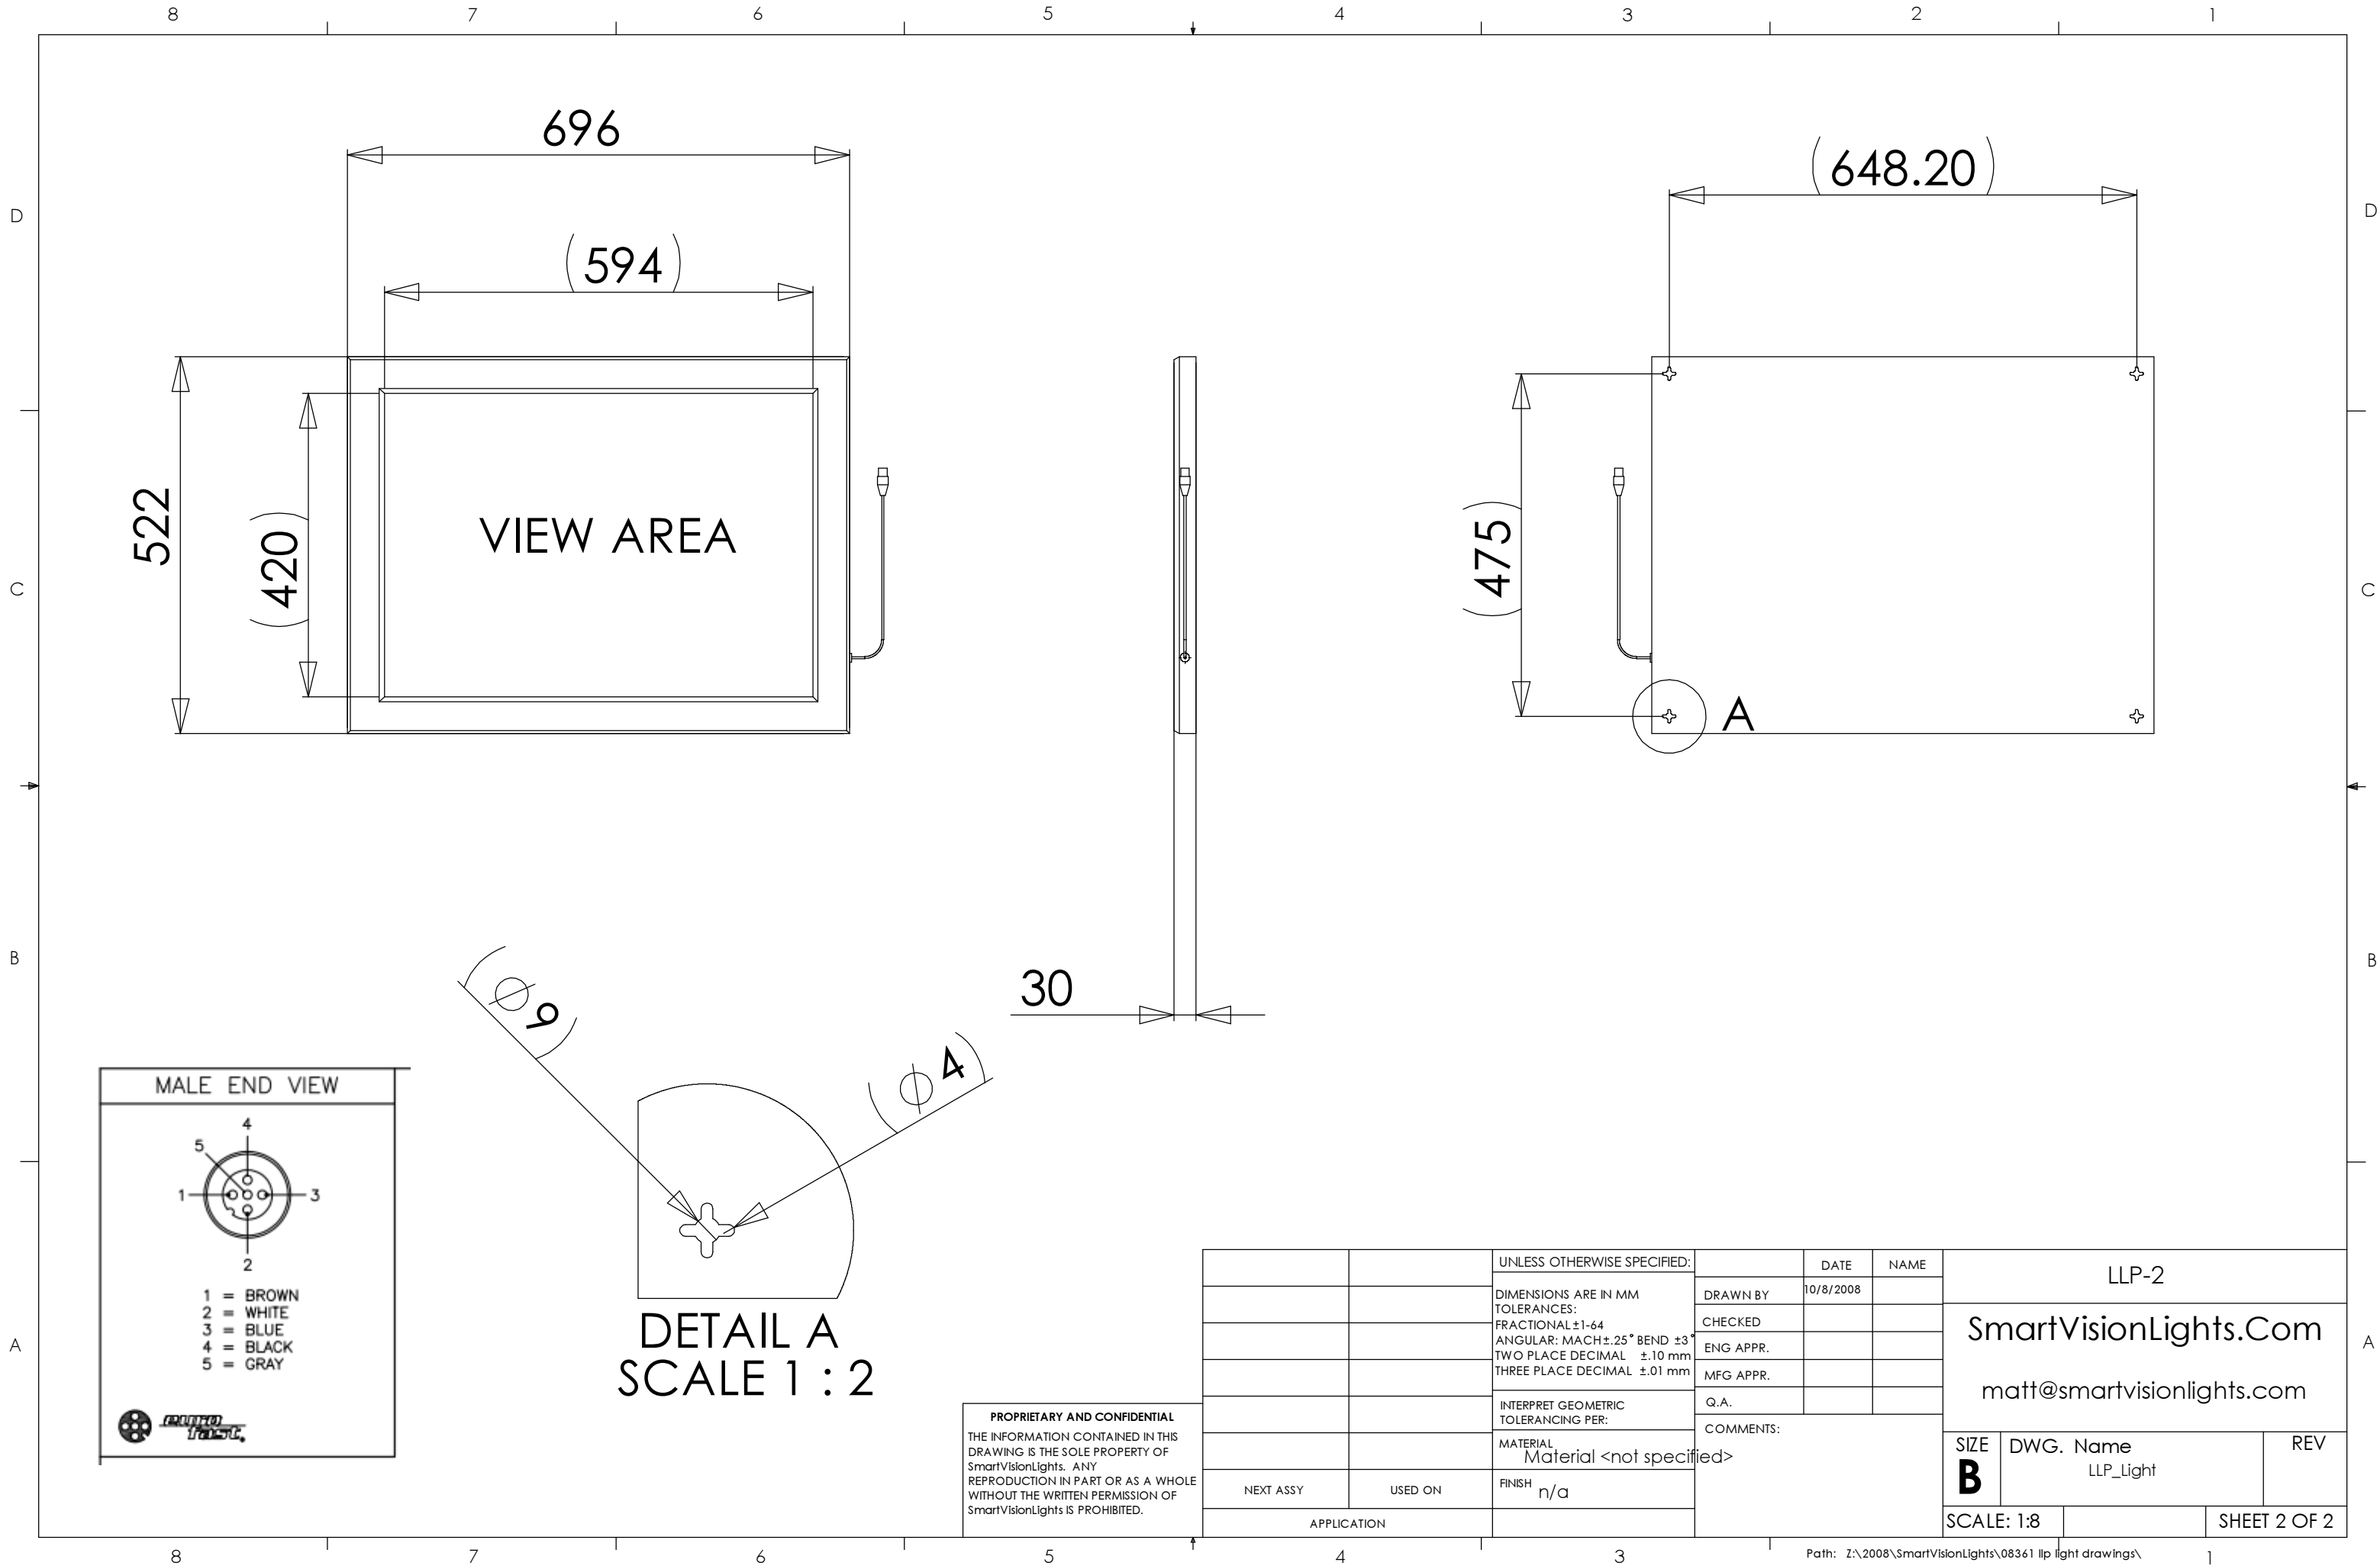 8 7 6 5 4 3 2 1
D D
C C
B B
A A
696
(594)
522
(420)
VIEW AREA
(648.20)
(475)
A
30
(∅ 9)
(∅ 4)
DETAIL A
SCALE 1 : 2
MALE END VIEW
4
5
1
3
2
1 = BROWN
2 = WHITE
3 = BLUE
4 = BLACK
5 = GRAY
euro
fast.
PROPRIETARY AND CONFIDENTIAL
THE INFORMATION CONTAINED IN THIS
DRAWING IS THE SOLE PROPERTY OF
SmartVisionLights. ANY
REPRODUCTION IN PART OR AS A WHOLE
WITHOUT THE WRITTEN PERMISSION OF
SmartVisionLights IS PROHIBITED.
NEXT ASSY
USED ON
APPLICATION
UNLESS OTHERWISE SPECIFIED:
DIMENSIONS ARE IN MM
TOLERANCES:
FRACTIONAL±1-64
ANGULAR: MACH±.25° BEND ±3°
TWO PLACE DECIMAL ±.10 mm
THREE PLACE DECIMAL ±.01 mm
INTERPRET GEOMETRIC
TOLERANCING PER:
MATERIAL
Material <not specified>
FINISH
n/a
DATE NAME
DRAWN BY 10/8/2008
CHECKED
ENG APPR.
MFG APPR.
Q.A.
COMMENTS:
LLP-2
SmartVisionLights.Com
matt@smartvisionlights.com
SIZE
B
DWG. Name
LLP_Light
REV
SCALE: 1:8
SHEET 2 OF 2
8 7 6 5 4 3 1
Path: Z:\2008\SmartVisionLights\08361 llp light drawings\